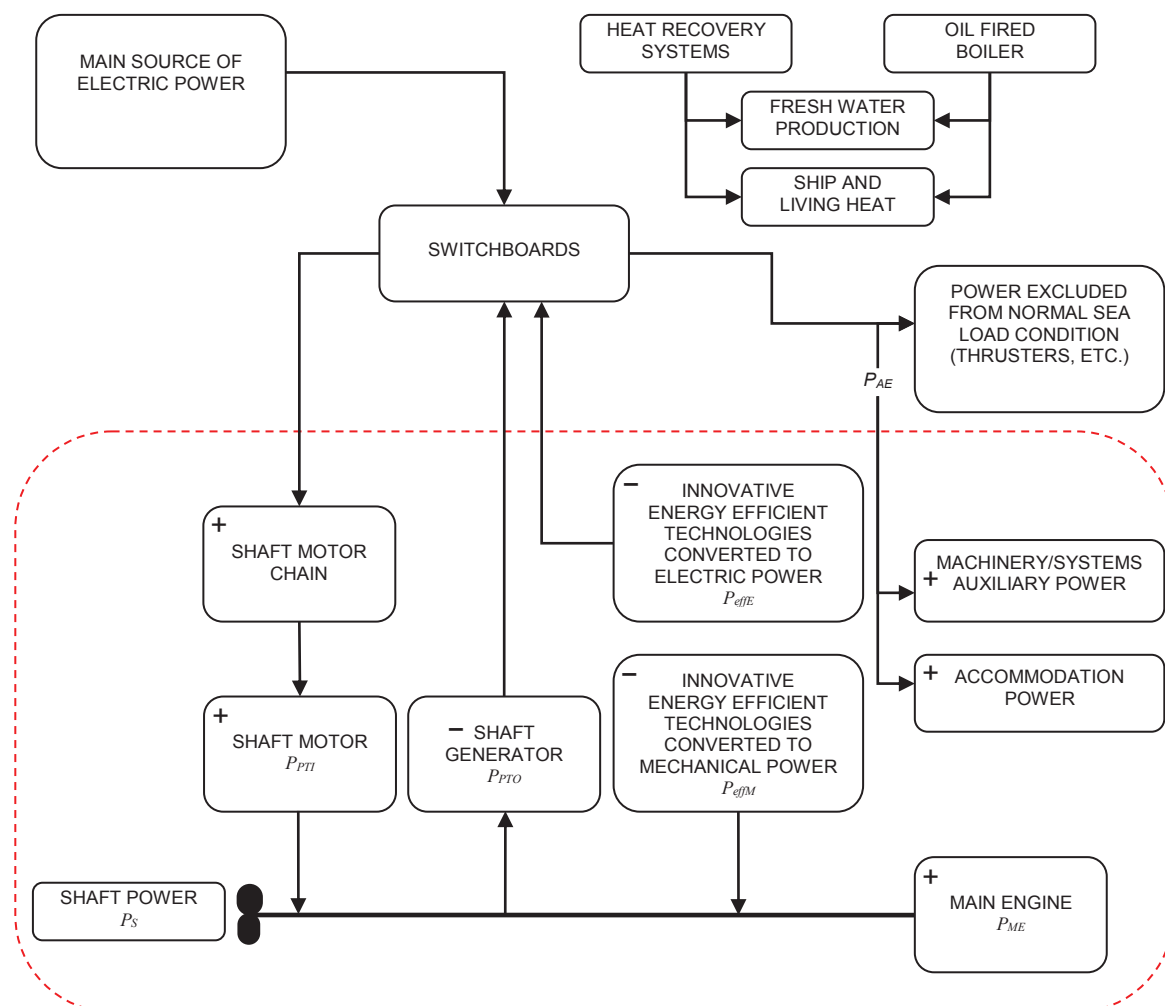 MAIN SOURCE OF
ELECTRIC POWER
HEAT RECOVERY
SYSTEMS
OIL FIRED
BOILER
FRESH WATER
PRODUCTION
SHIP AND
LIVING HEAT
SWITCHBOARDS
POWER EXCLUDED
FROM NORMAL SEA
LOAD CONDITION
(THRUSTERS, ETC.)
PAE
+
SHAFT MOTOR
CHAIN
−
INNOVATIVE
ENERGY EFFICIENT
TECHNOLOGIES
CONVERTED TO
ELECTRIC POWER
PeffE
+
MACHINERY/SYSTEMS
AUXILIARY POWER
+
ACCOMMODATION
POWER
+
SHAFT MOTOR
PPTI
− SHAFT
GENERATOR
PPTO
−
INNOVATIVE
ENERGY EFFICIENT
TECHNOLOGIES
CONVERTED TO
MECHANICAL POWER
PeffM
SHAFT POWER
PS
+
MAIN ENGINE
PME